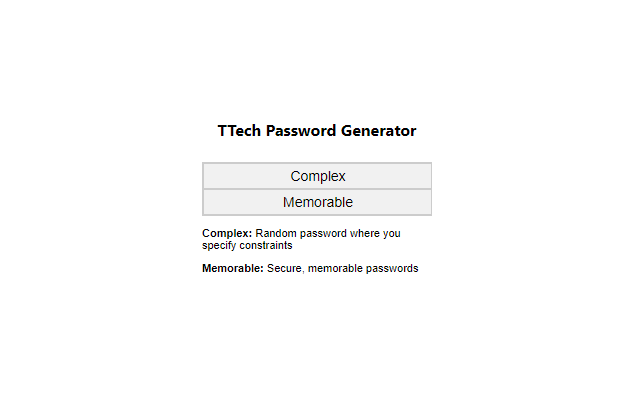 TTech Password Generator
Complex
Memorable
Complex: Random password where you
specify constraints
Memorable: Secure, memorable passwords